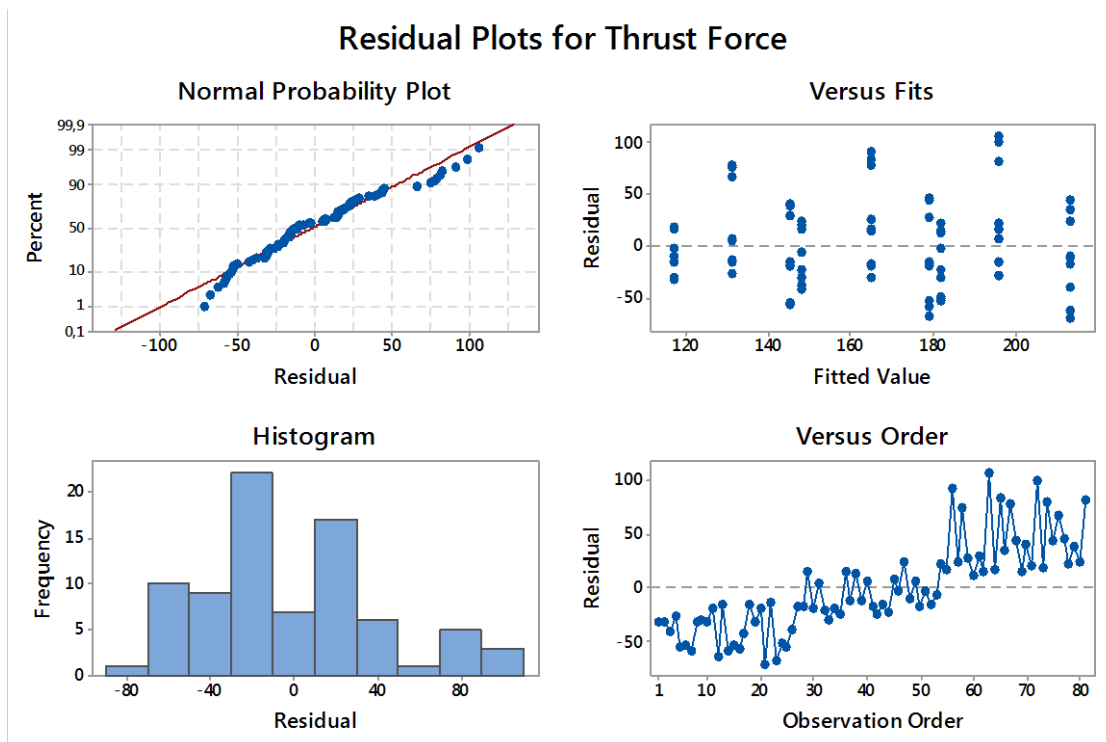 Residual Plots for Thrust Force
Normal Probability Plot
Percent
99,9
99
90
50
10
1
0,1
-100 -50 0 50 100
Residual
Versus Fits
Residual
100
50
0
-50
120 140 160 180 200
Fitted Value
Histogram
Frequency
20
15
10
5
0
-80 -40 0 40 80
Residual
Versus Order
Residual
100
50
0
-50
1 10 20 30 40 50 60 70 80
Observation Order